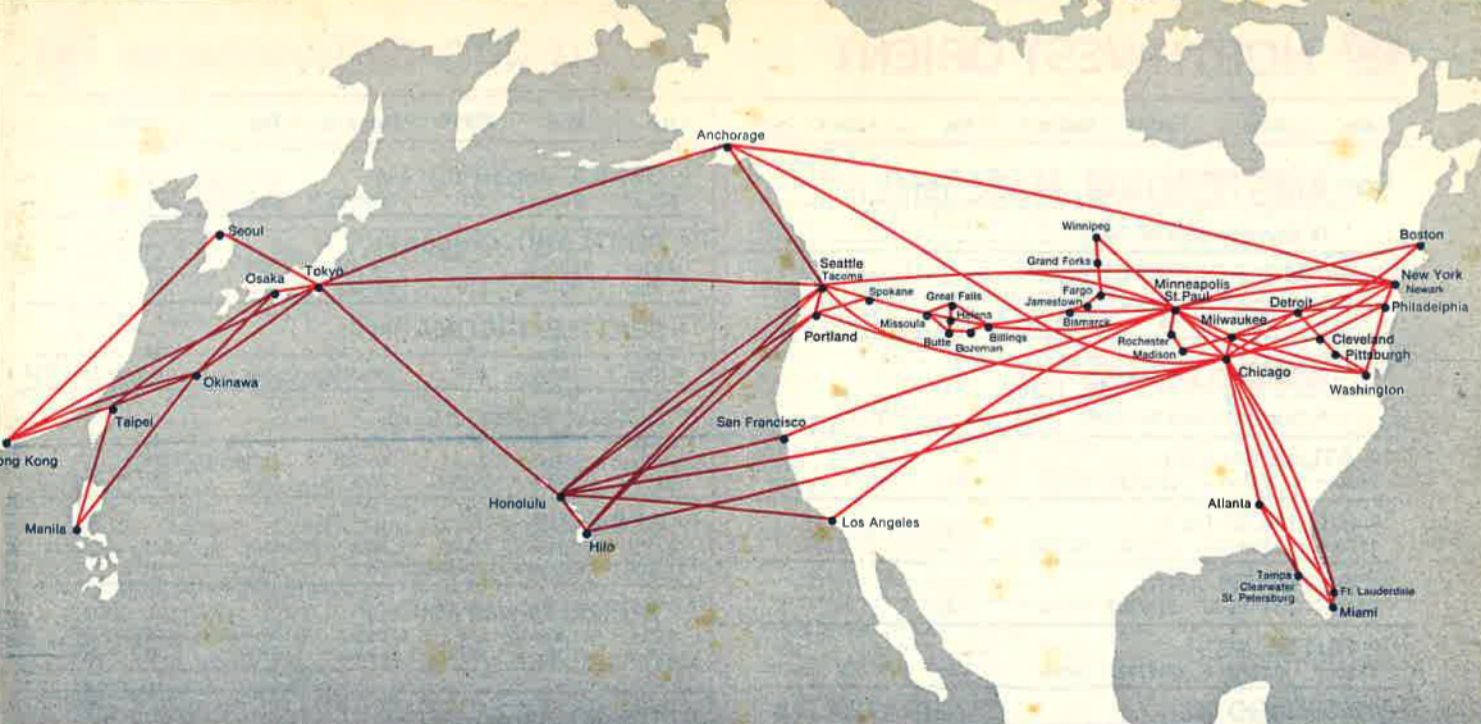 Anchorage
Winnipeg
Seoul
Boston
Grand Forks
Seattle
Tacoma
Osaka
Tokyo
New York
Newark
Minneapolis
St. Paul
Spokane
Great Falls
Fargo
Jamestown
Detroit
Philadelphia
Missoula
Helena
Bismarck
Milwaukee
Portland
Butte
Bozeman
Billings
Rochester
Madison
Cleveland
Pittsburgh
Chicago
Washington
Okinawa
Taipei
San Francisco
ong Kong
Honolulu
Atlanta
Manila
Los Angeles
Hilo
Tampa
Clearwater
St. Petersburg
Ft. Lauderdale
Miami